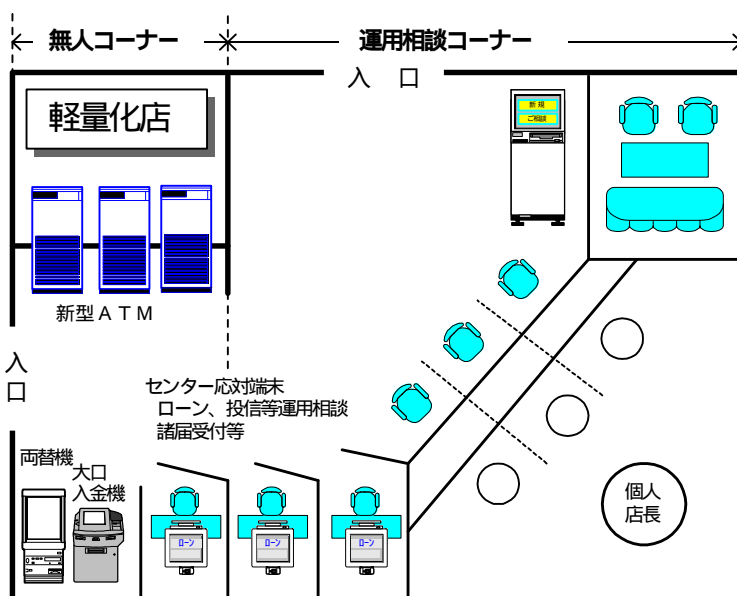 無人コーナー
運用相談コーナー
入 口
軽量化店
新規
ご相談
新型ATM
入
口
センター応対端末
ローン、投信等運用相談
諸届受付等
両替機
大口
入金機
ローン
ローン
ローン
個人
店長